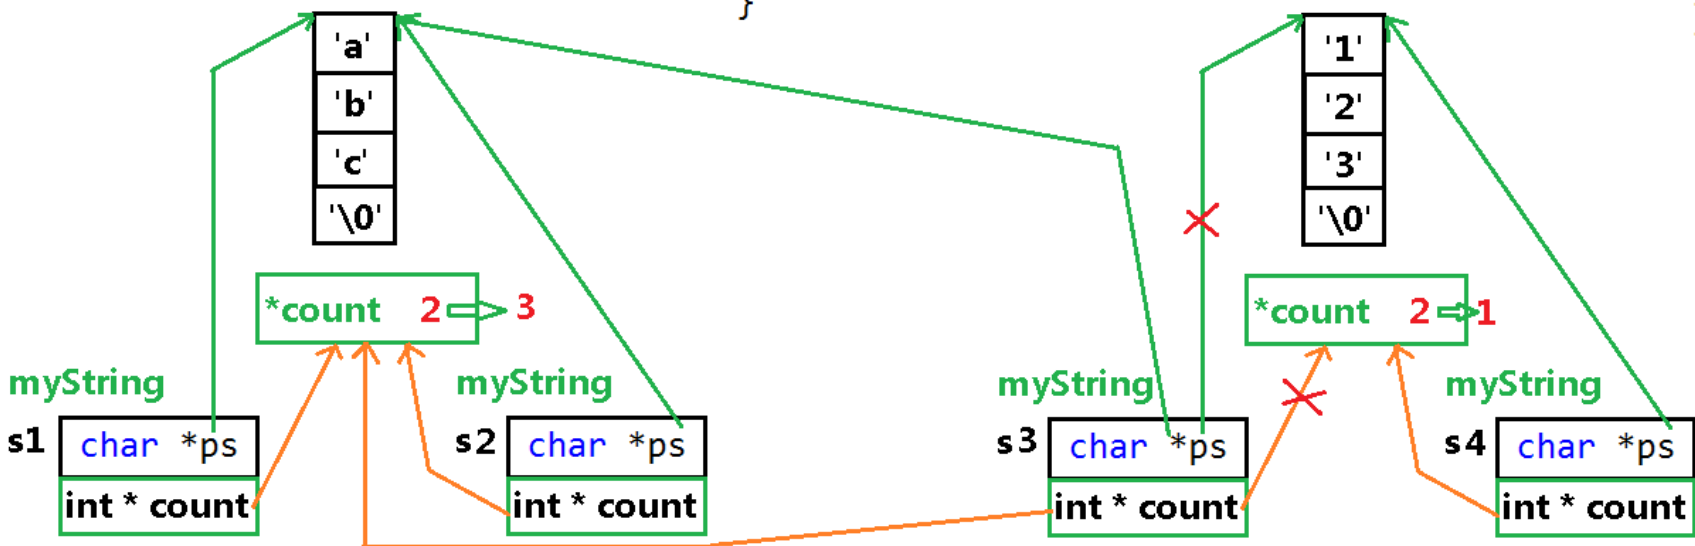 }
'a'
'b'
'c'
'\0'
'1'
'2'
'3'
'\0'
*count 2 3
*count 2 1
myString
myString
myString
myString
s1 char *ps
s2 char *ps
s3 char *ps
s4 char *ps
int * count
int * count
int * count
int * count